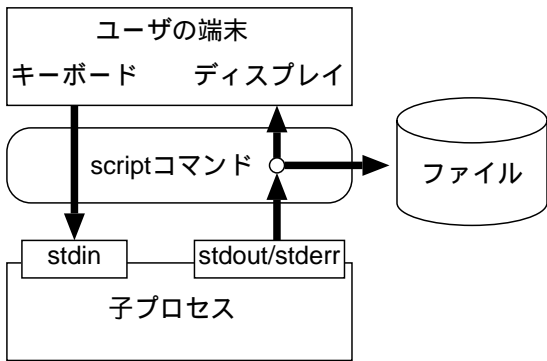 ユーザの端末
キーボード ディスプレイ
scriptコマンド
ファイル
stdin stdout/stderr
子プロセス